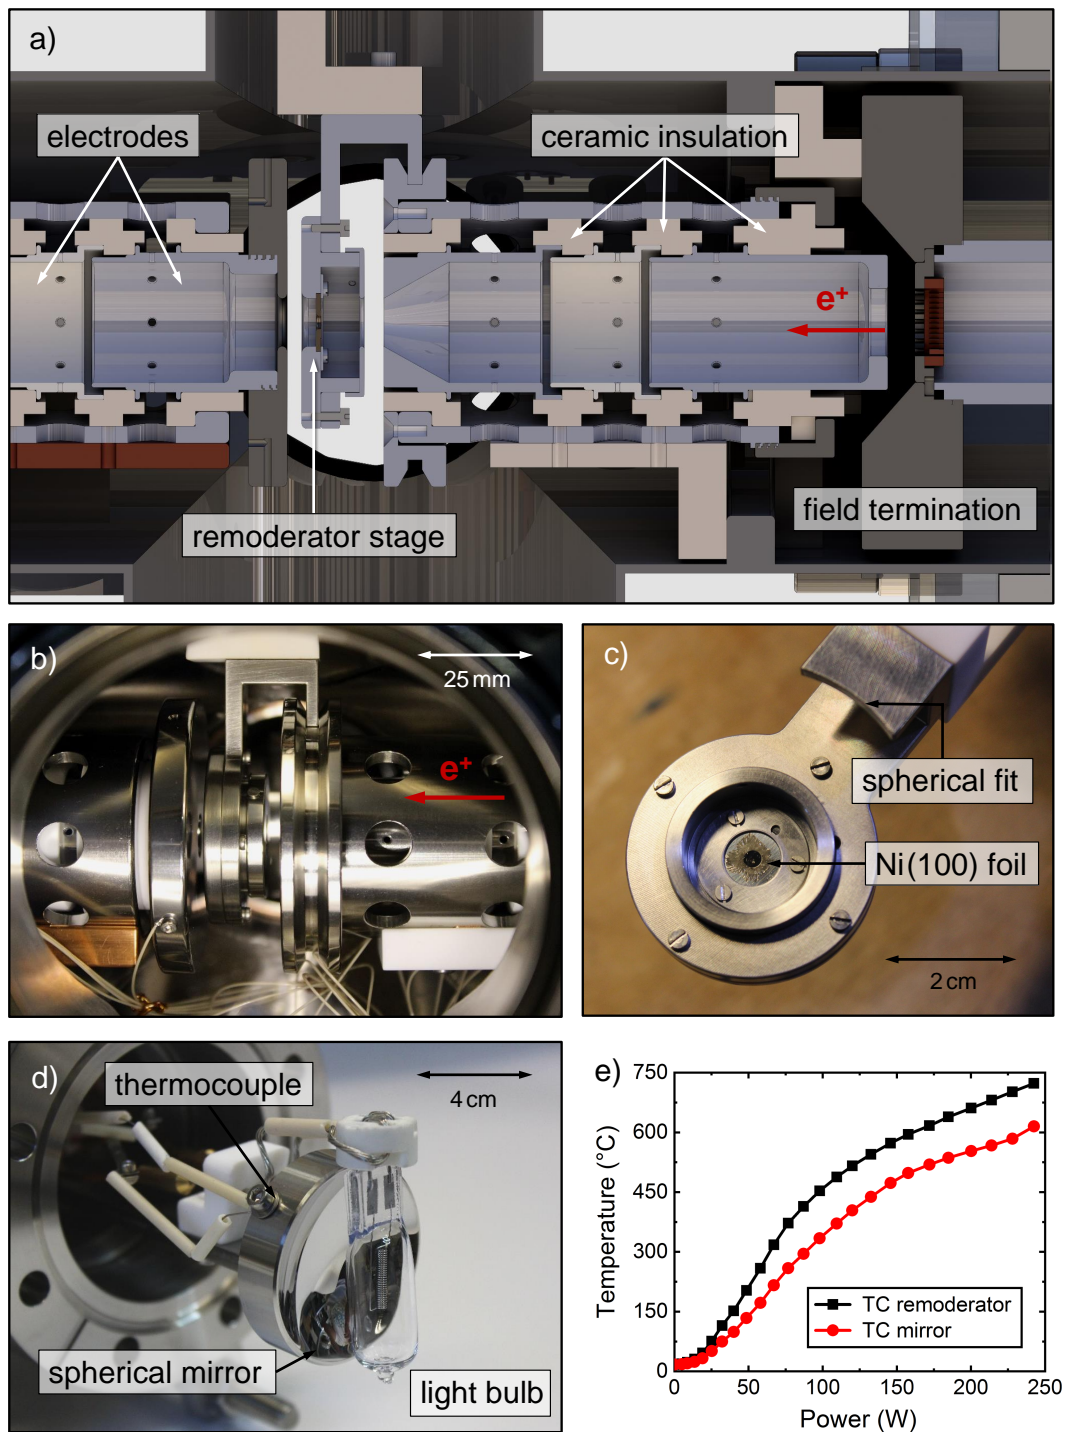 a)
electrodes
ceramic insulation
e+
remoderator stage
field termination
b)
25 mm
e+
c)
spherical fit
Ni(100) foil
2 cm
d)
thermocouple
4 cm
spherical mirror
light bulb
e)
750
600
450
300
150
0
Temperature (°C)
TC remoderator
TC mirror
0
50
100
150
200
250
Power (W)